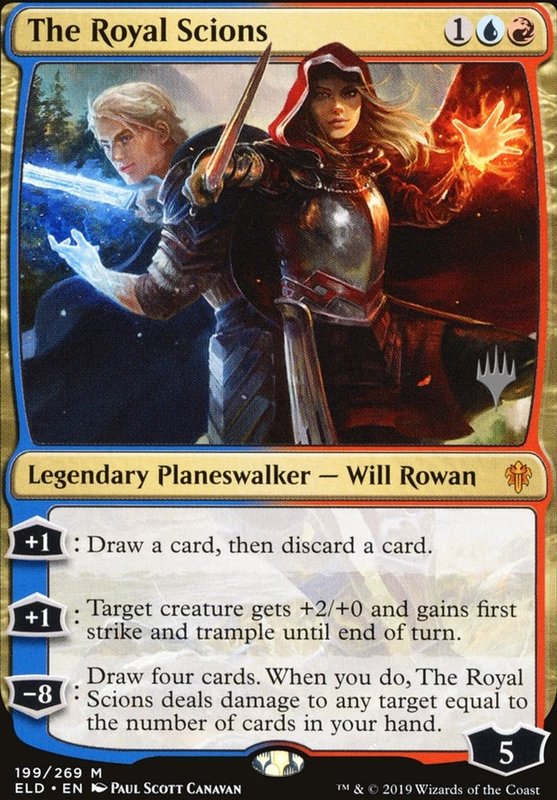 The Royal Scions 1
Legendary Planeswalker — Will Rowan
+1 : Draw a card, then discard a card.
+1 : Target creature gets +2/+0 and gains first
strike and trample until end of turn.
−8 : Draw four cards. When you do, The Royal
Scions deals damage to any target equal to
the number of cards in your hand.
5
199/269 M
ELD • EN Paul Scott Canavan ™ & © 2019 Wizards of the Coast